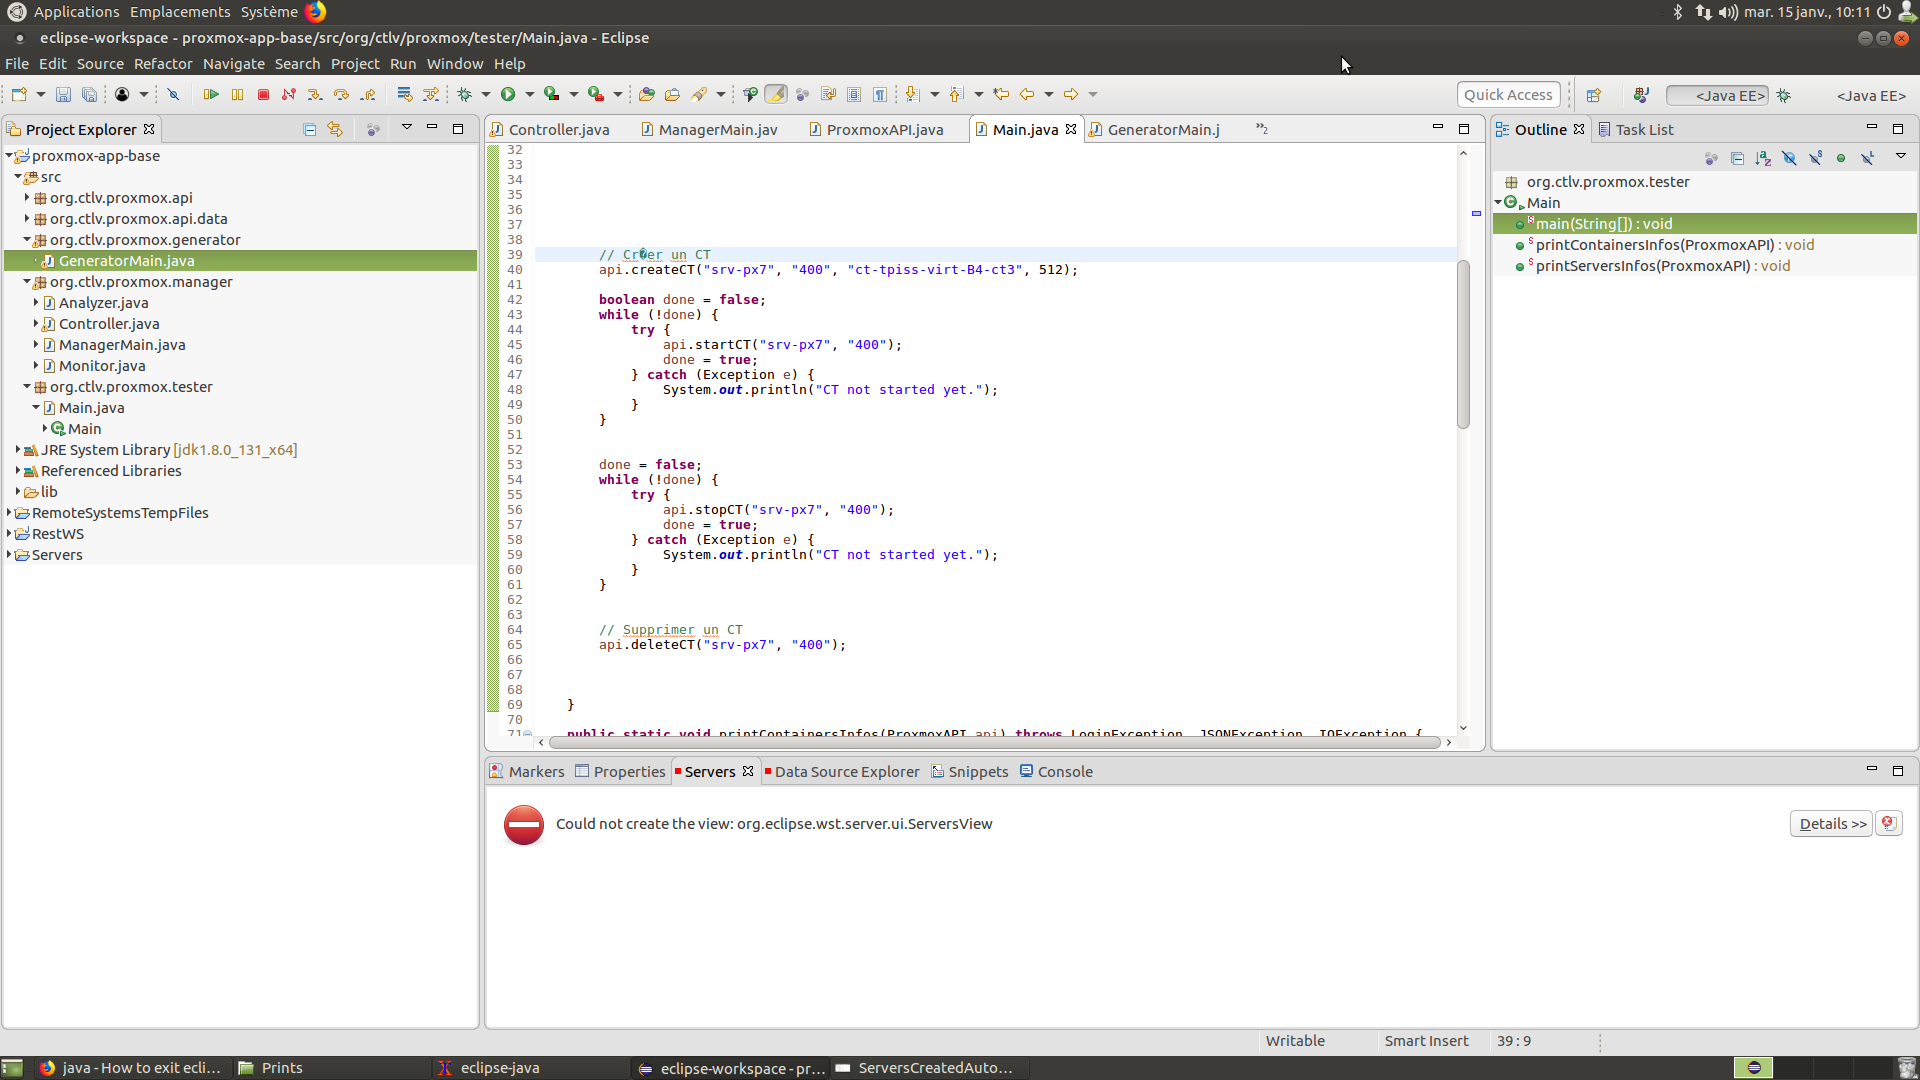 Applications Emplacements Système mar. 15 janv., 10:11
eclipse-workspace - proxmox-app-base/src/org/ctlv/proxmox/tester/Main.java - Eclipse
File Edit Source Refactor Navigate Search Project Run Window Help
Quick Access <Java EE> <Java EE>
Project Explorer
proxmox-app-base
src
org.ctlv.proxmox.api
org.ctlv.proxmox.api.data
org.ctlv.proxmox.generator
GeneratorMain.java
org.ctlv.proxmox.manager
Analyzer.java
Controller.java
ManagerMain.java
Monitor.java
org.ctlv.proxmox.tester
Main.java
Main
JRE System Library [jdk1.8.0_131_x64]
Referenced Libraries
lib
RemoteSystemsTempFiles
RestWS
Servers
Controller.java ManagerMain.jav ProxmoxAPI.java Main.java GeneratorMain.j »2
32
33
34
35
36
37
38
39 // Cr�er un CT
40 api.createCT("srv-px7", "400", "ct-tpiss-virt-B4-ct3", 512);
41
42 boolean done = false;
43 while (!done) {
44 try {
45 api.startCT("srv-px7", "400");
46 done = true;
47 } catch (Exception e) {
48 System.out.println("CT not started yet.");
49 }
50 }
51
52
53 done = false;
54 while (!done) {
55 try {
56 api.stopCT("srv-px7", "400");
57 done = true;
58 } catch (Exception e) {
59 System.out.println("CT not started yet.");
60 }
61 }
62
63
64 // Supprimer un CT
65 api.deleteCT("srv-px7", "400");
66
67
68
69 }
70
71 public static void printContainersInfos(ProxmoxAPI api) throws LoginException, JSONException, IOException {
Outline Task List
org.ctlv.proxmox.tester
Main
main(String[]) : void
printContainersInfos(ProxmoxAPI) : void
printServersInfos(ProxmoxAPI) : void
Markers Properties Servers Data Source Explorer Snippets Console
Could not create the view: org.eclipse.wst.server.ui.ServersView Details >>
Writable Smart Insert 39 : 9
java - How to exit ecli... Prints eclipse-java eclipse-workspace - pr... ServersCreatedAuto...